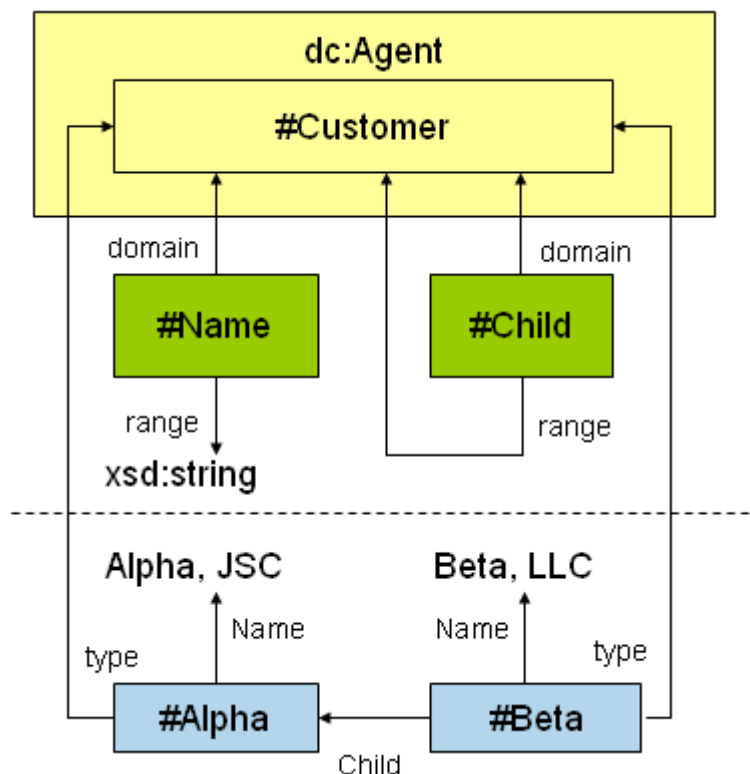 dc:Agent
#Customer
domain
domain
#Name
#Child
range
range
xsd:string
Alpha, JSC
Beta, LLC
Name
Name
type
type
#Alpha
#Beta
Child